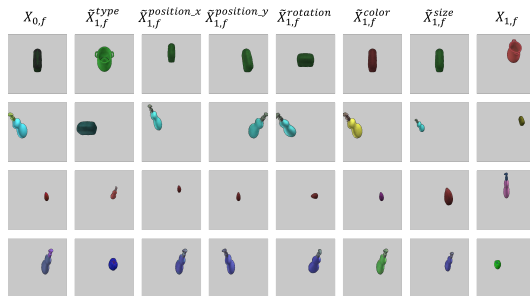 X_{0,f} X̃_{1,f}^{type} X̃_{1,f}^{position_x} X̃_{1,f}^{position_y} X̃_{1,f}^{rotation} X̃_{1,f}^{color} X̃_{1,f}^{size} X_{1,f}